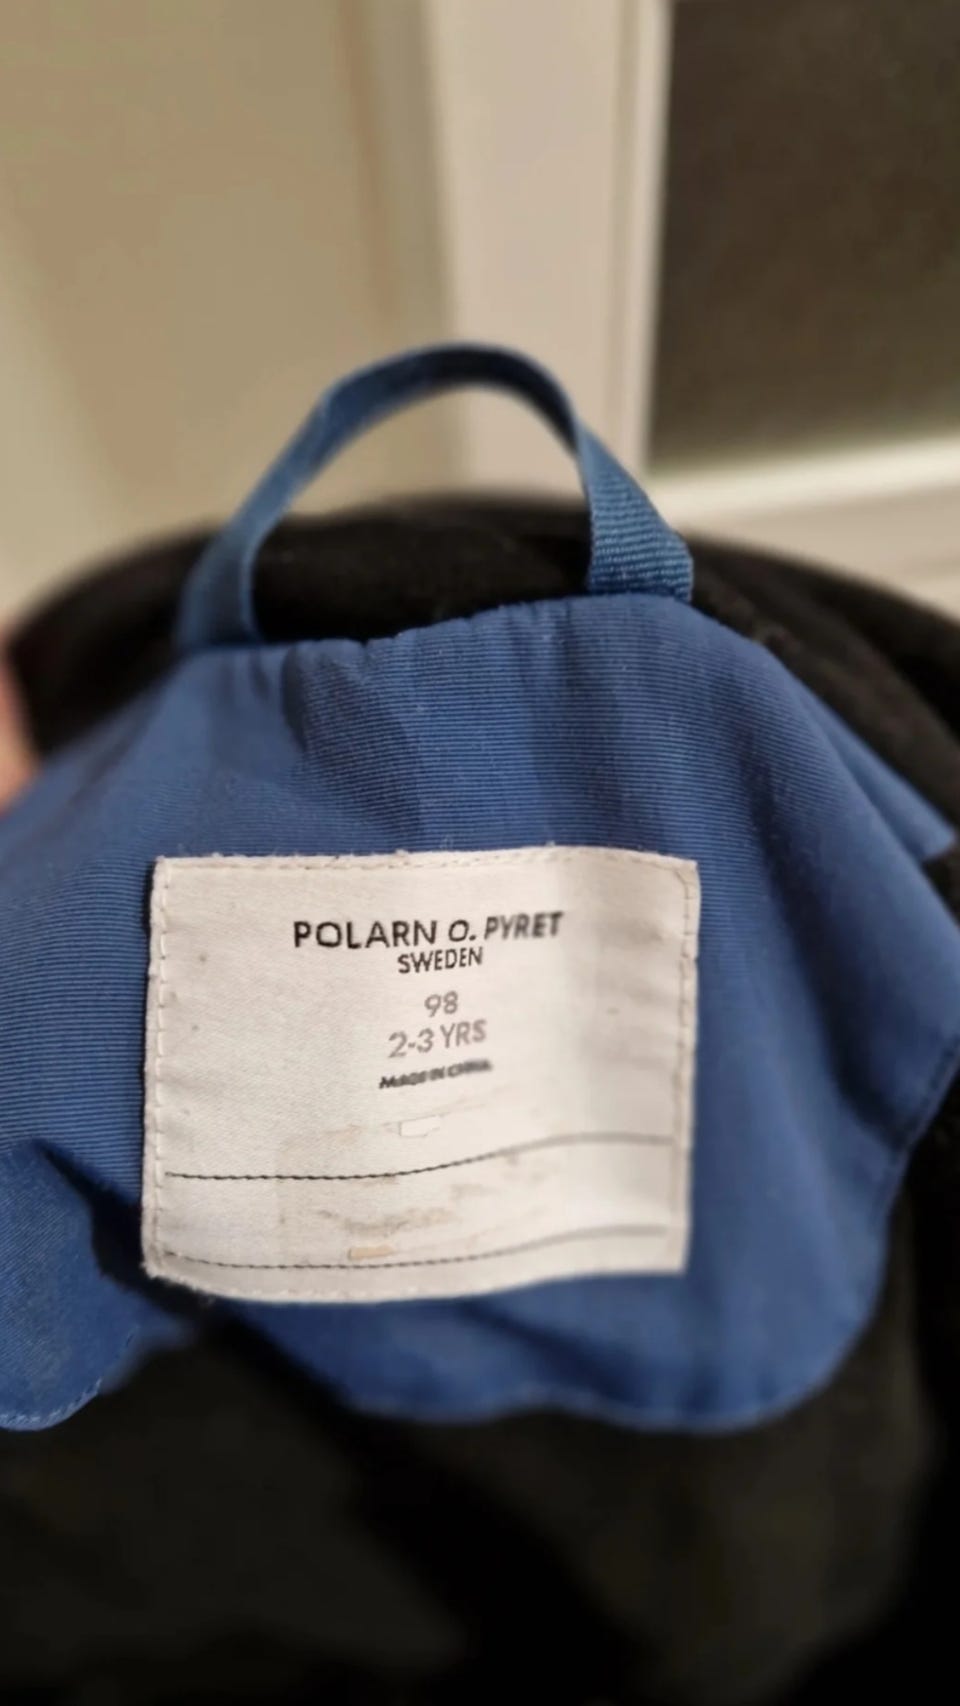 POLARN O. PYRET
SWEDEN
98
2-3 YRS
MADE IN CHINA